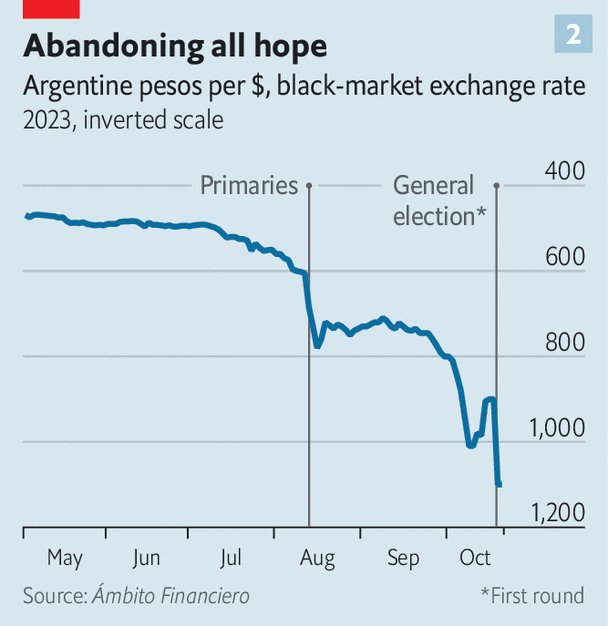 2
Abandoning all hope
Argentine pesos per $, black-market exchange rate
2023, inverted scale
400
Primaries
General
election*
600
800
1,000
1,200
May Jun Jul Aug Sep Oct
Source: Ámbito Financiero *First round